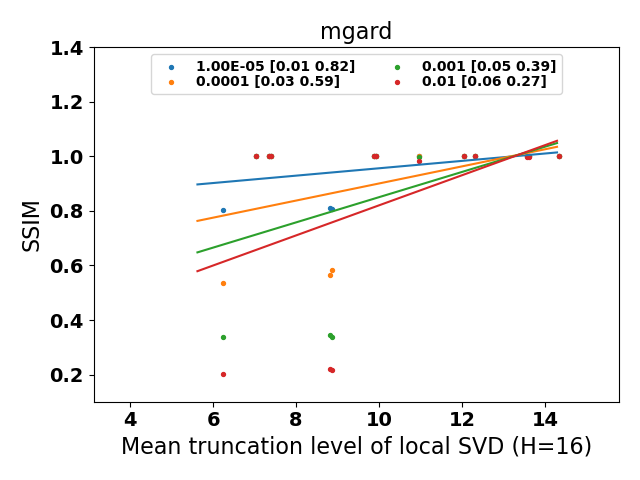 mgard
1.00E-05 [0.01 0.82]
0.0001 [0.03 0.59]
0.001 [0.05 0.39]
0.01 [0.06 0.27]
1.4
1.2
1.0
0.8
0.6
0.4
0.2
SSIM
4 6 8 10 12 14
Mean truncation level of local SVD (H=16)